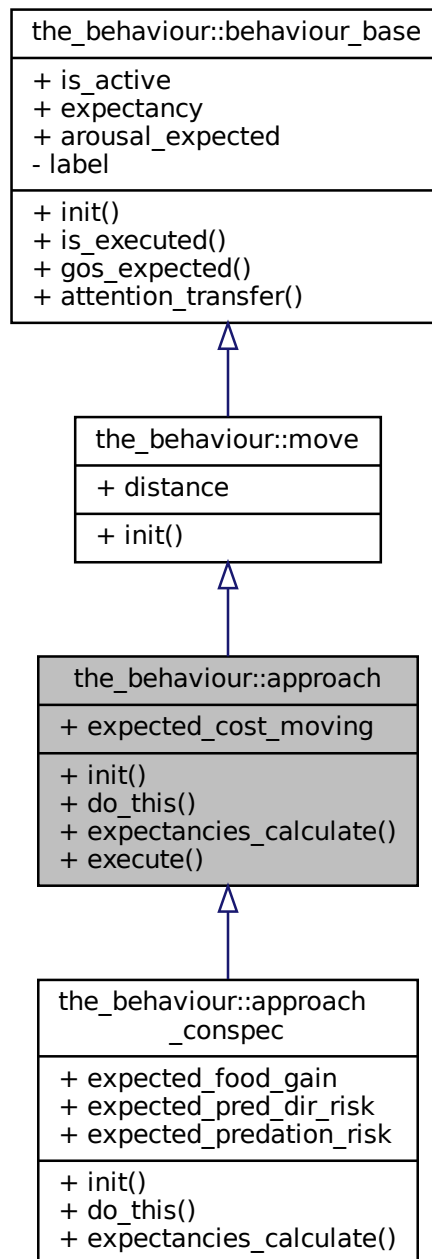 the_behaviour::behaviour_base
+ is_active
+ expectancy
+ arousal_expected
- label
+ init()
+ is_executed()
+ gos_expected()
+ attention_transfer()
the_behaviour::move
+ distance
+ init()
the_behaviour::approach
+ expected_cost_moving
+ init()
+ do_this()
+ expectancies_calculate()
+ execute()
the_behaviour::approach
_conspec
+ expected_food_gain
+ expected_pred_dir_risk
+ expected_predation_risk
+ init()
+ do_this()
+ expectancies_calculate()